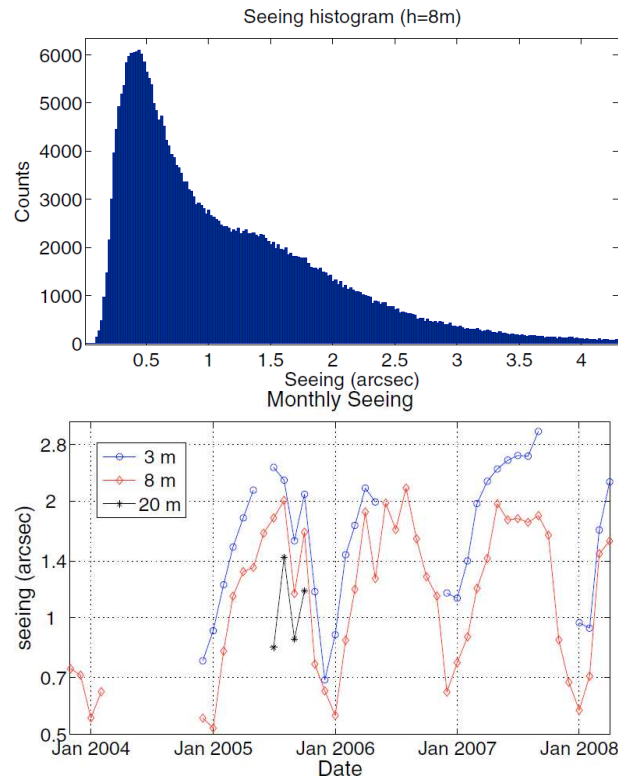 Seeing histogram (h=8m)
6000
5000
4000
3000
2000
1000
0
Counts
0.5 1 1.5 2 2.5 3 3.5 4
Seeing (arcsec)
Monthly Seeing
2.8
2
1.4
1
0.7
0.5
seeing (arcsec)
3 m
8 m
20 m
Jan 2004 Jan 2005 Jan 2006 Jan 2007 Jan 2008
Date